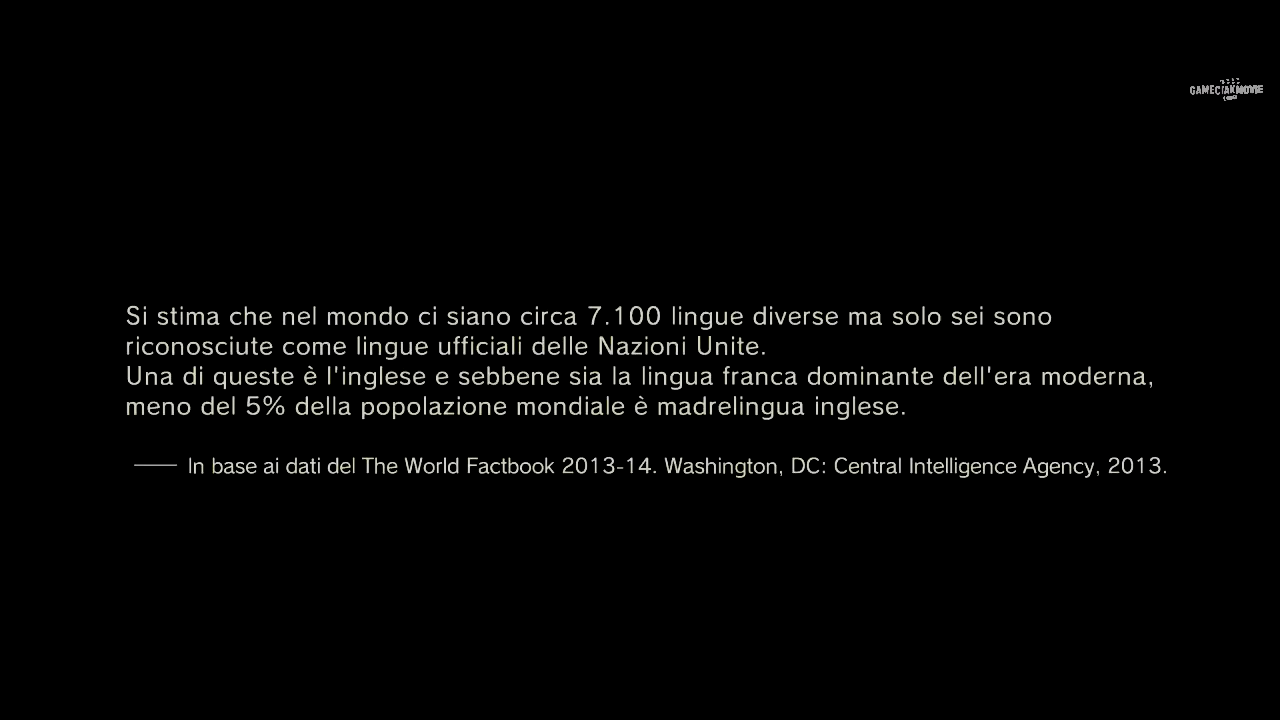 GAMECIAKMOVIE
Si stima che nel mondo ci siano circa 7.100 lingue diverse ma solo sei sono
riconosciute come lingue ufficiali delle Nazioni Unite.
Una di queste è l'inglese e sebbene sia la lingua franca dominante dell'era moderna,
meno del 5% della popolazione mondiale è madrelingua inglese.
—— In base ai dati del The World Factbook 2013-14. Washington, DC: Central Intelligence Agency, 2013.